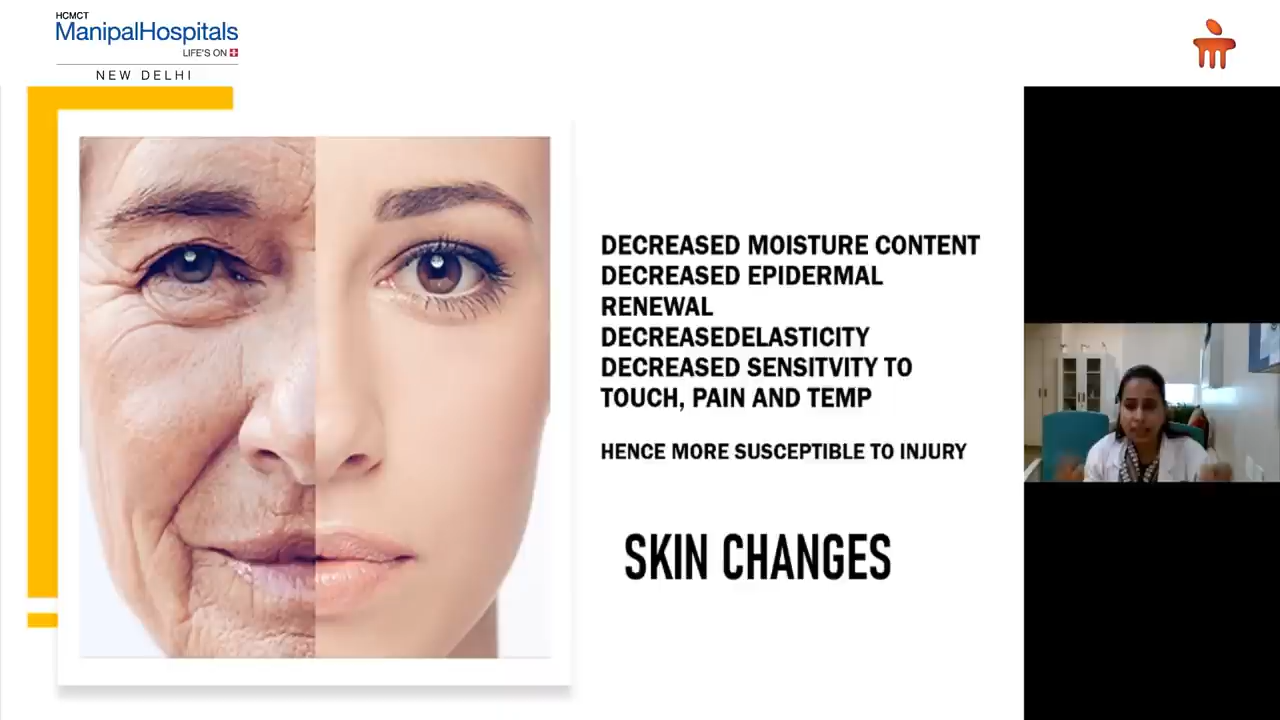 HCMCT
ManipalHospitals
LIFE'S ON
NEW DELHI
DECREASED MOISTURE CONTENT
DECREASED EPIDERMAL
RENEWAL
DECREASEDELASTICITY
DECREASED SENSITVITY TO
TOUCH, PAIN AND TEMP
HENCE MORE SUSCEPTIBLE TO INJURY
SKIN CHANGES